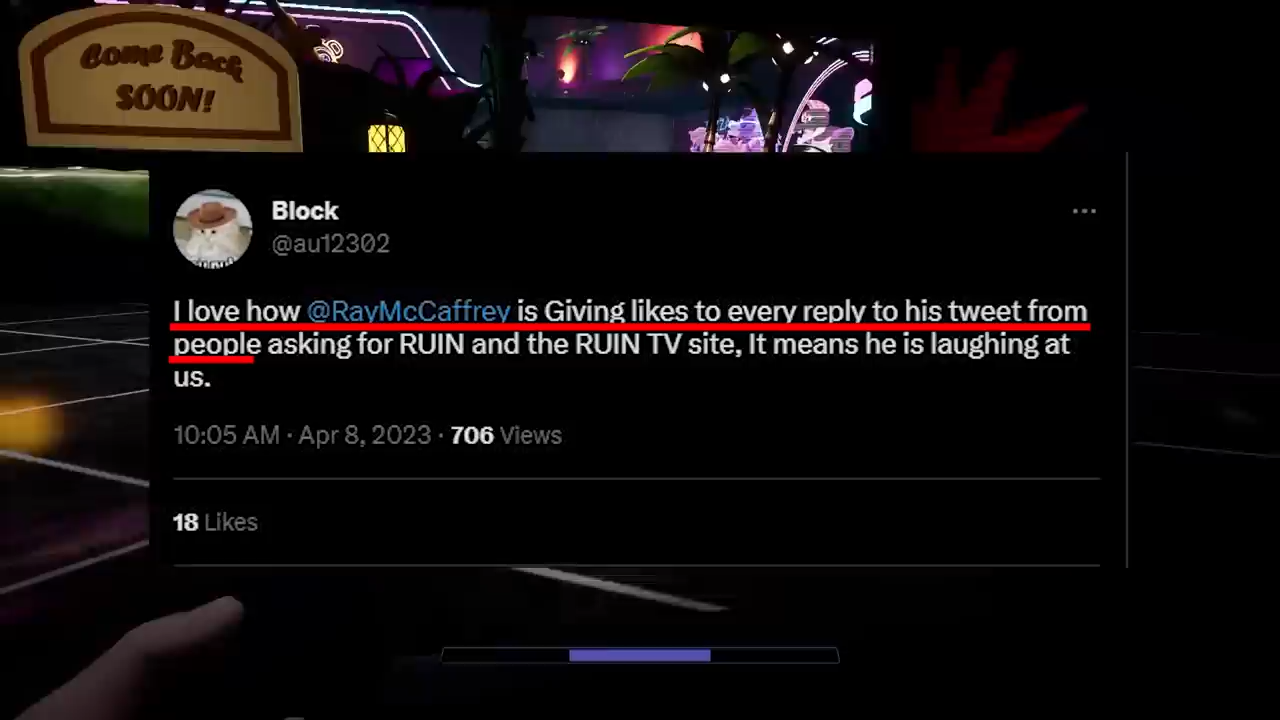 Come Back
SOON!
Block
@au12302
I love how @RayMcCaffrey is Giving likes to every reply to his tweet from
people asking for RUIN and the RUIN TV site, It means he is laughing at
us.
10:05 AM · Apr 8, 2023 · 706 Views
18 Likes